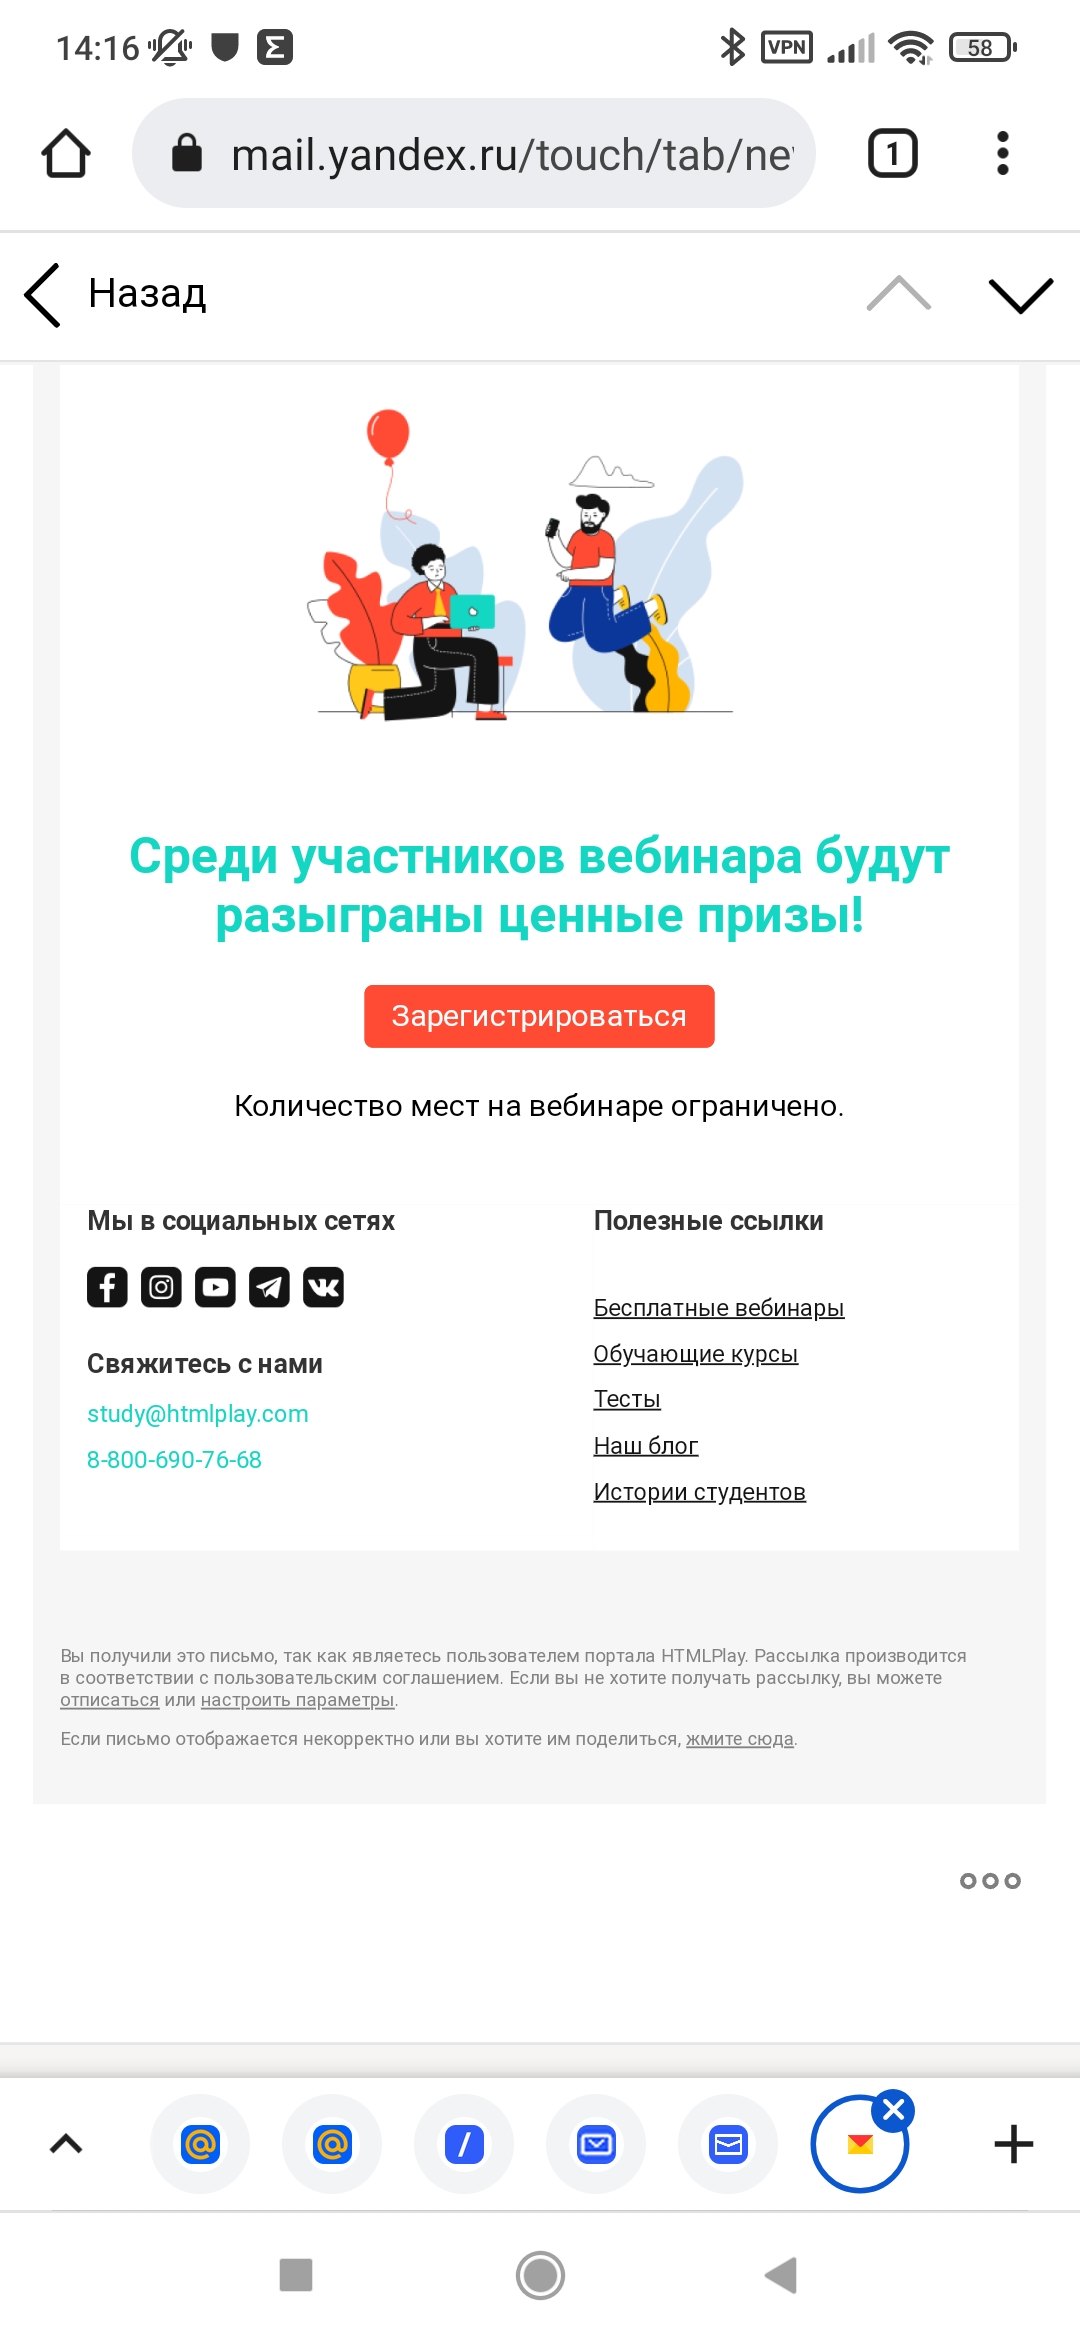 14:16
VPN
58
mail.yandex.ru/touch/tab/ne
1
Назад
Среди участников вебинара будут
разыграны ценные призы!
Зарегистрироваться
Количество мест на вебинаре ограничено.
Мы в социальных сетях
Свяжитесь с нами
study@htmlplay.com
8-800-690-76-68
Полезные ссылки
Бесплатные вебинары
Обучающие курсы
Тесты
Наш блог
Истории студентов
Вы получили это письмо, так как являетесь пользователем портала HTMLPlay. Рассылка производится
в соответствии с пользовательским соглашением. Если вы не хотите получать рассылку, вы можете
отписаться или настроить параметры.
Если письмо отображается некорректно или вы хотите им поделиться, жмите сюда.